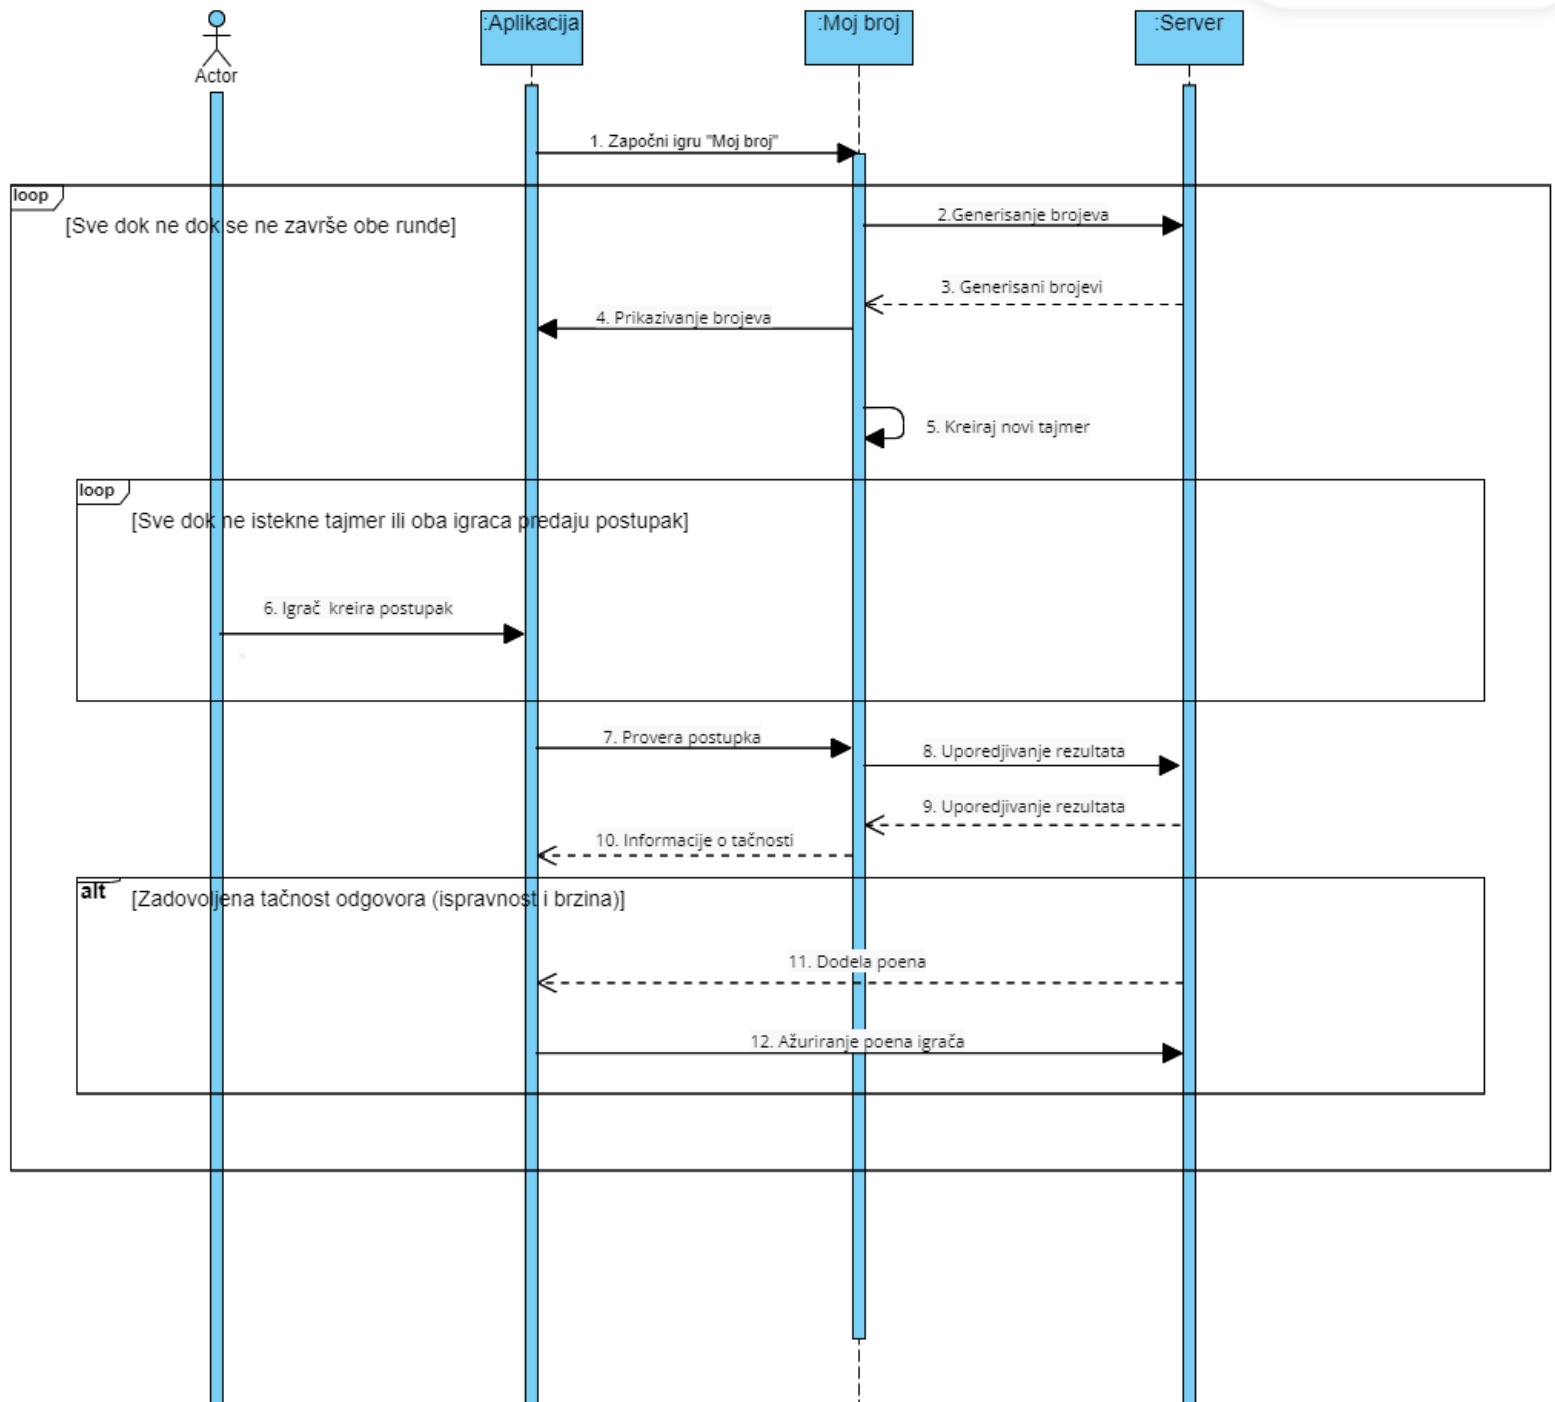 :Aplikacija
:Moj broj
:Server
Actor
1. Započni igru "Moj broj"
loop
[Sve dok ne dok se ne završe obe runde]
2.Generisanje brojeva
3. Generisani brojevi
4. Prikazivanje brojeva
5. Kreiraj novi tajmer
loop
[Sve dok ne istekne tajmer ili oba igraca predaju postupak]
6. Igrač kreira postupak
7. Provera postupka
8. Uporedjivanje rezultata
9. Uporedjivanje rezultata
10. Informacije o tačnosti
alt
[Zadovoljena tačnost odgovora (ispravnost i brzina)]
11. Dodela poena
12. Ažuriranje poena igrača